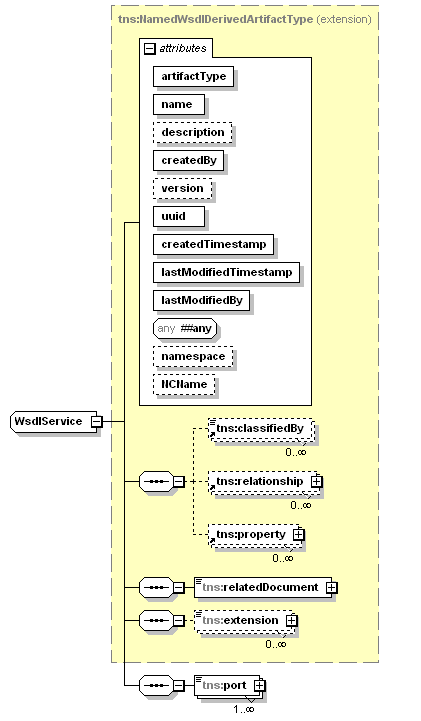 tns:NamedWsdlDerivedArtifactType (extension)
attributes
artifactType
name
description
createdBy
version
uuid
createdTimestamp
lastModifiedTimestamp
lastModifiedBy
any ##any
namespace
NCName
WsdlService
tns:classifiedBy
0..∞
tns:relationship
0..∞
tns:property
0..∞
tns:relatedDocument
tns:extension
0..∞
tns:port
1..∞